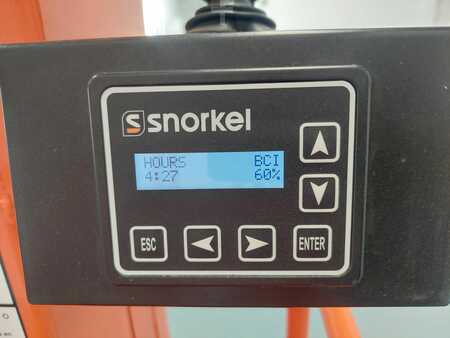 snorkel
HOURS BCI
4:27 60%
ESC ENTER